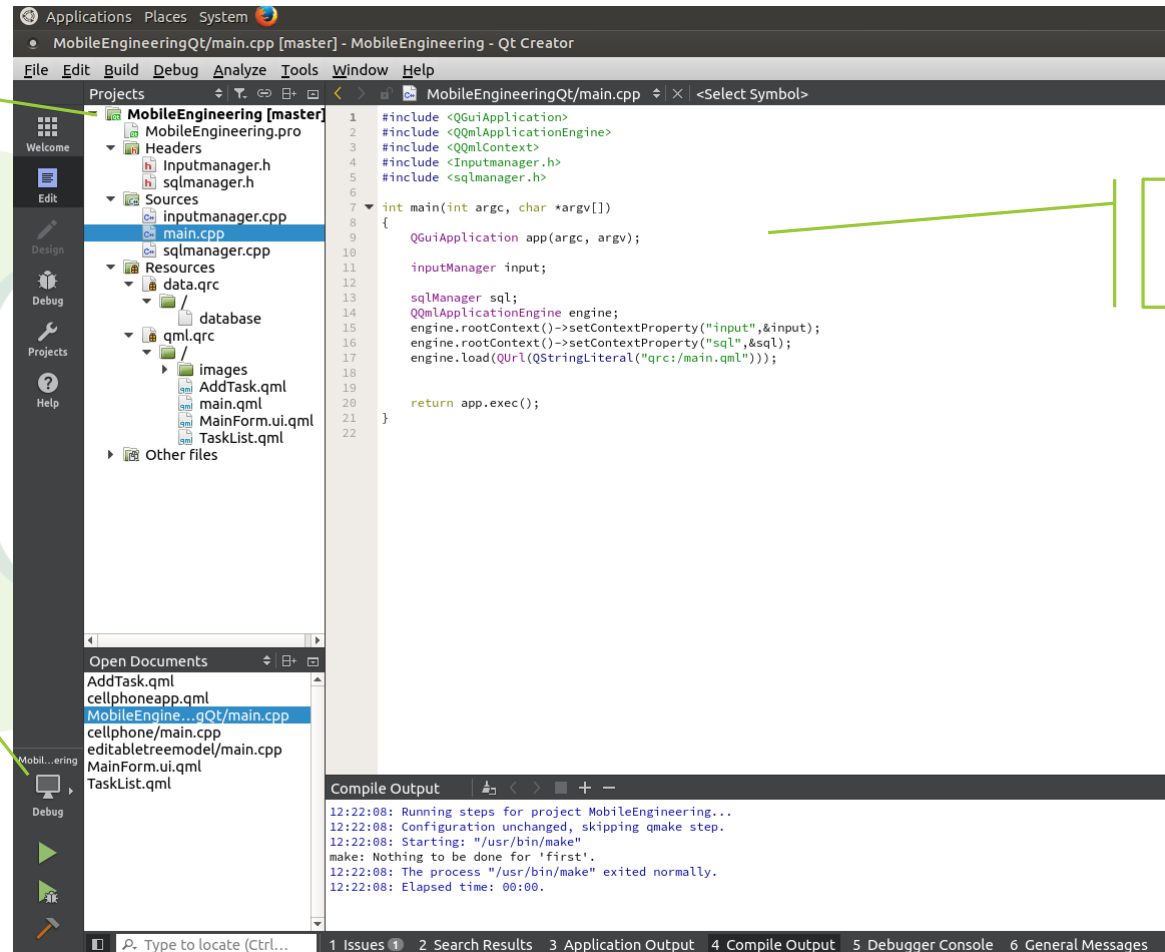 Applications Places System
MobileEngineeringQt/main.cpp [master] - MobileEngineering - Qt Creator
File Edit Build Debug Analyze Tools Window Help
Projects
MobileEngineeringQt/main.cpp
<Select Symbol>
Welcome
Edit
Design
Debug
Projects
Help
MobileEngineering [master]
MobileEngineering.pro
Headers
Inputmanager.h
sqlmanager.h
Sources
inputmanager.cpp
main.cpp
sqlmanager.cpp
Resources
data.qrc
/
database
qml.qrc
/
images
AddTask.qml
main.qml
MainForm.ui.qml
TaskList.qml
Other files
1 #include <QGuiApplication>
2 #include <QQmlApplicationEngine>
3 #include <QQmlContext>
4 #include <Inputmanager.h>
5 #include <sqlmanager.h>
6
7 int main(int argc, char *argv[])
8 {
9 QGuiApplication app(argc, argv);
10
11 inputManager input;
12
13 sqlManager sql;
14 QQmlApplicationEngine engine;
15 engine.rootContext()->setContextProperty("input",&input);
16 engine.rootContext()->setContextProperty("sql",&sql);
17 engine.load(QUrl(QStringLiteral("qrc:/main.qml")));
18
19
20 return app.exec();
21 }
22
Open Documents
AddTask.qml
cellphoneapp.qml
MobileEngine...gQt/main.cpp
cellphone/main.cpp
editabletreemodel/main.cpp
MainForm.ui.qml
TaskList.qml
Mobil...ering
Debug
Compile Output
12:22:08: Running steps for project MobileEngineering...
12:22:08: Configuration unchanged, skipping qmake step.
12:22:08: Starting: "/usr/bin/make"
make: Nothing to be done for 'first'.
12:22:08: The process "/usr/bin/make" exited normally.
12:22:08: Elapsed time: 00:00.
Type to locate (Ctrl...
1 Issues 1 2 Search Results 3 Application Output 4 Compile Output 5 Debugger Console 6 General Messages